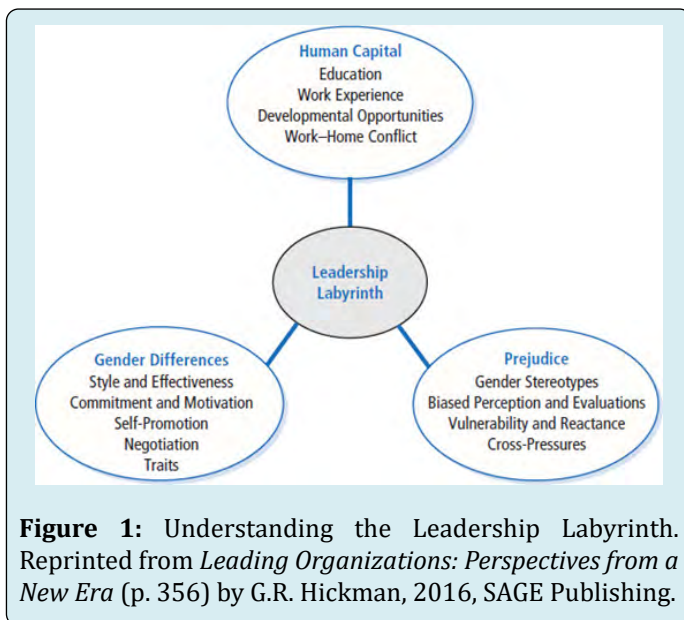 Human Capital
Education
Work Experience
Developmental Opportunities
Work–Home Conflict
Leadership
Labyrinth
Gender Differences
Style and Effectiveness
Commitment and Motivation
Self-Promotion
Negotiation
Traits
Prejudice
Gender Stereotypes
Biased Perception and Evaluations
Vulnerability and Reactance
Cross-Pressures
Figure 1: Understanding the Leadership Labyrinth.
Reprinted from Leading Organizations: Perspectives from a
New Era (p. 356) by G.R. Hickman, 2016, SAGE Publishing.